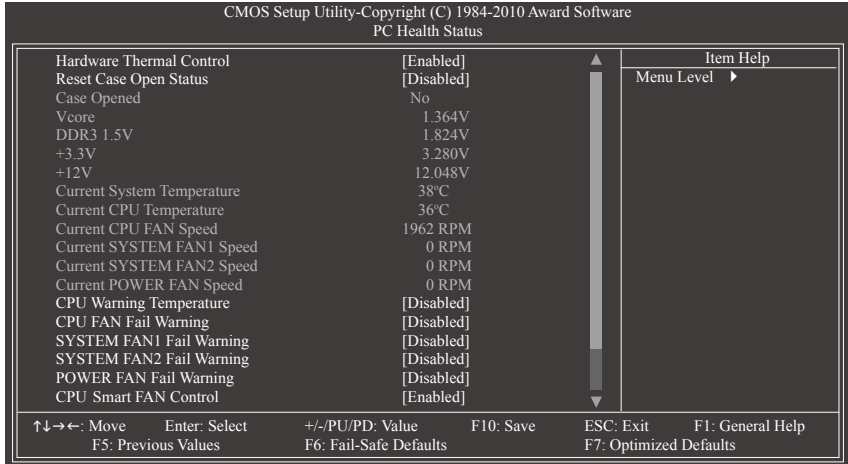 CMOS Setup Utility-Copyright (C) 1984-2010 Award Software
PC Health Status
Hardware Thermal Control [Enabled]
Reset Case Open Status [Disabled]
Case Opened No
Vcore 1.364V
DDR3 1.5V 1.824V
+3.3V 3.280V
+12V 12.048V
Current System Temperature 38°C
Current CPU Temperature 36°C
Current CPU FAN Speed 1962 RPM
Current SYSTEM FAN1 Speed 0 RPM
Current SYSTEM FAN2 Speed 0 RPM
Current POWER FAN Speed 0 RPM
CPU Warning Temperature [Disabled]
CPU FAN Fail Warning [Disabled]
SYSTEM FAN1 Fail Warning [Disabled]
SYSTEM FAN2 Fail Warning [Disabled]
POWER FAN Fail Warning [Disabled]
CPU Smart FAN Control [Enabled]
Item Help
Menu Level ▶
↑↓→←: Move Enter: Select +/-/PU/PD: Value F10: Save ESC: Exit F1: General Help
F5: Previous Values F6: Fail-Safe Defaults F7: Optimized Defaults